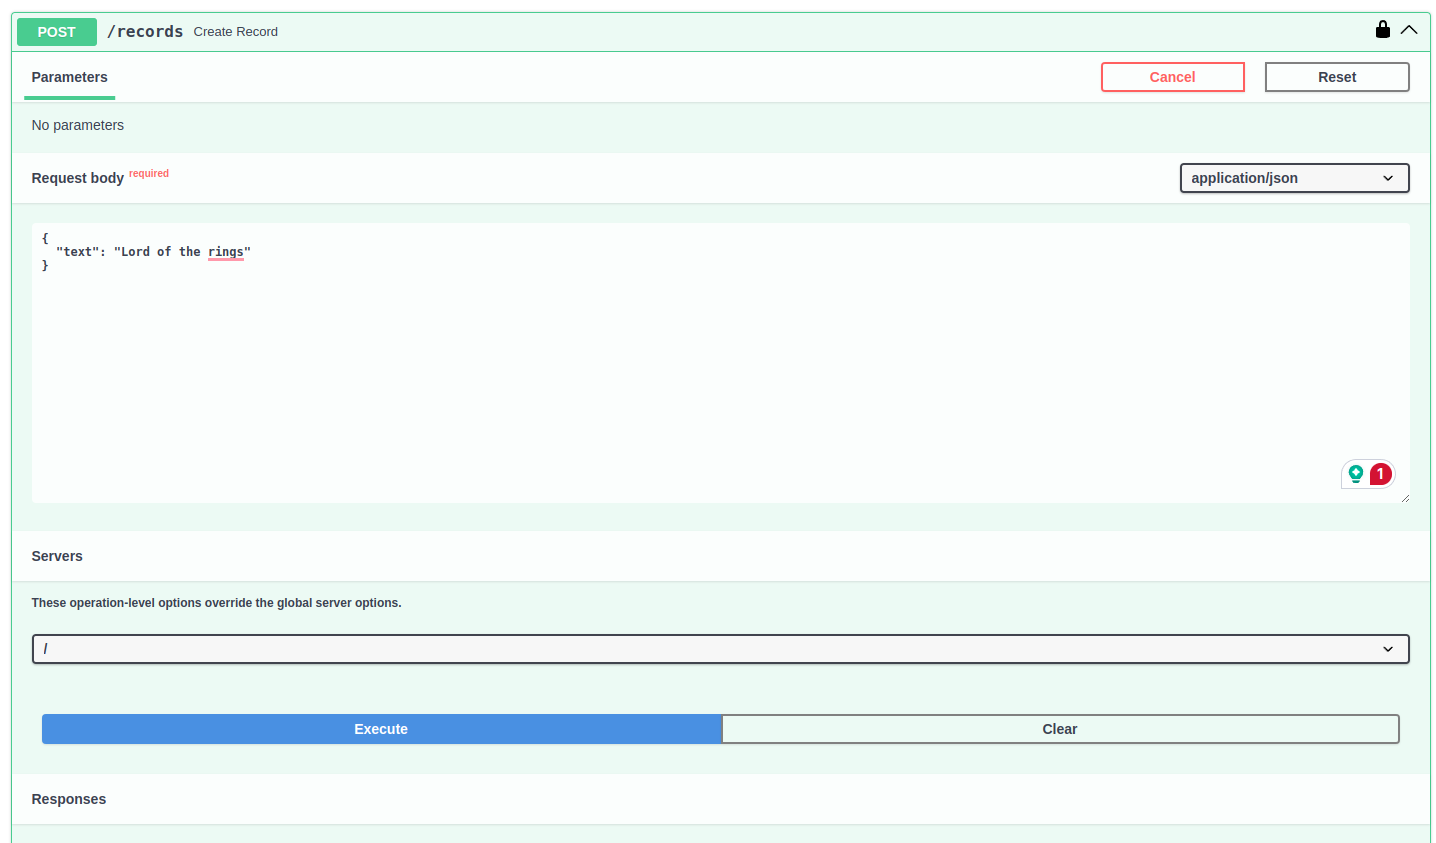 POST /records Create Record
Parameters Cancel Reset
No parameters
Request body required application/json
{
  "text": "Lord of the rings"
}
1
Servers
These operation-level options override the global server options.
/
Execute Clear
Responses